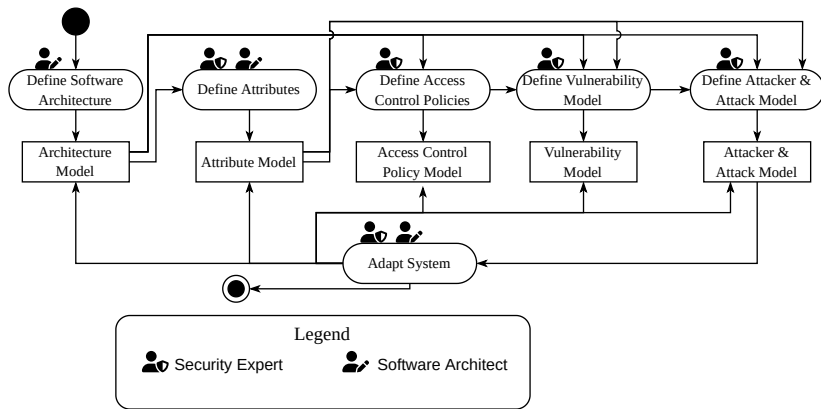 Define Software
Architecture
Define Attributes
Define Access
Control Policies
Define Vulnerability
Model
Define Attacker &
Attack Model
Architecture
Model
Attribute Model
Access Control
Policy Model
Vulnerability
Model
Attacker &
Attack Model
Adapt System
Legend
Security Expert
Software Architect